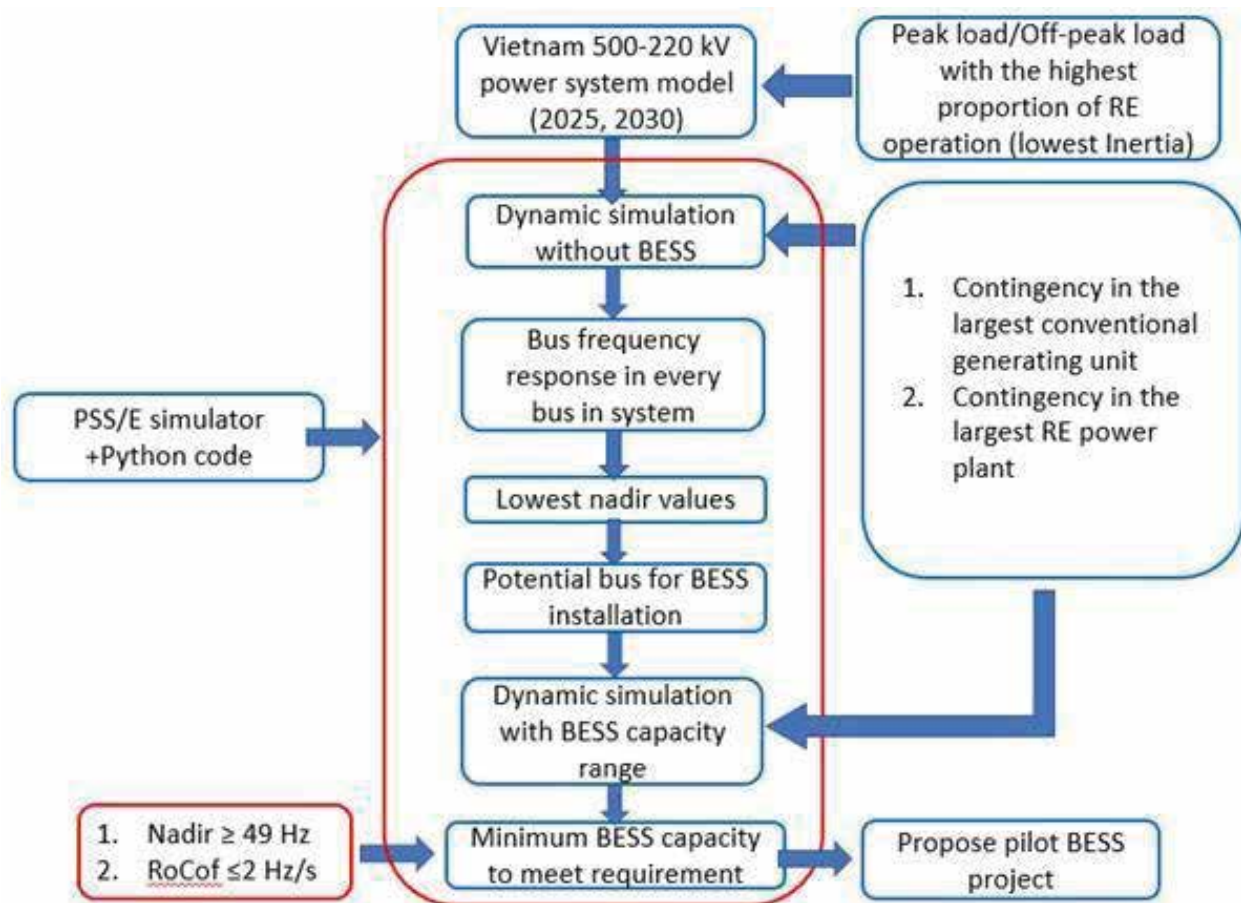 Vietnam 500-220 kV
power system model
(2025, 2030)
Peak load/Off-peak load
with the highest
proportion of RE
operation (lowest Inertia)
Dynamic simulation
without BESS
1. Contingency in the
largest conventional
generating unit
2. Contingency in the
largest RE power
plant
Bus frequency
response in every
bus in system
PSS/E simulator
+Python code
Lowest nadir values
Potential bus for BESS
installation
Dynamic simulation
with BESS capacity
range
1. Nadir ≥ 49 Hz
2. RoCof ≤2 Hz/s
Minimum BESS capacity
to meet requirement
Propose pilot BESS
project